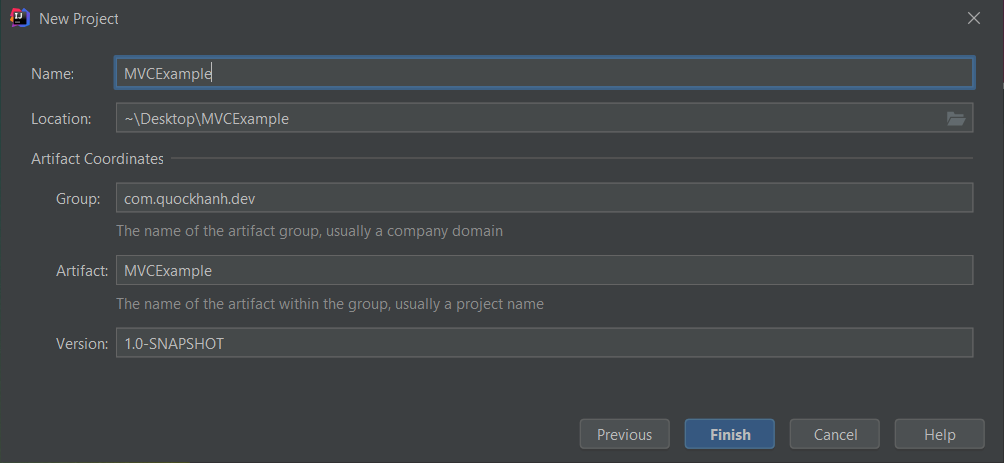 New Project
Name: MVCExample
Location: ~\Desktop\MVCExample
Artifact Coordinates
Group: com.quockhanh.dev
The name of the artifact group, usually a company domain
Artifact: MVCExample
The name of the artifact within the group, usually a project name
Version: 1.0-SNAPSHOT
Previous Finish Cancel Help